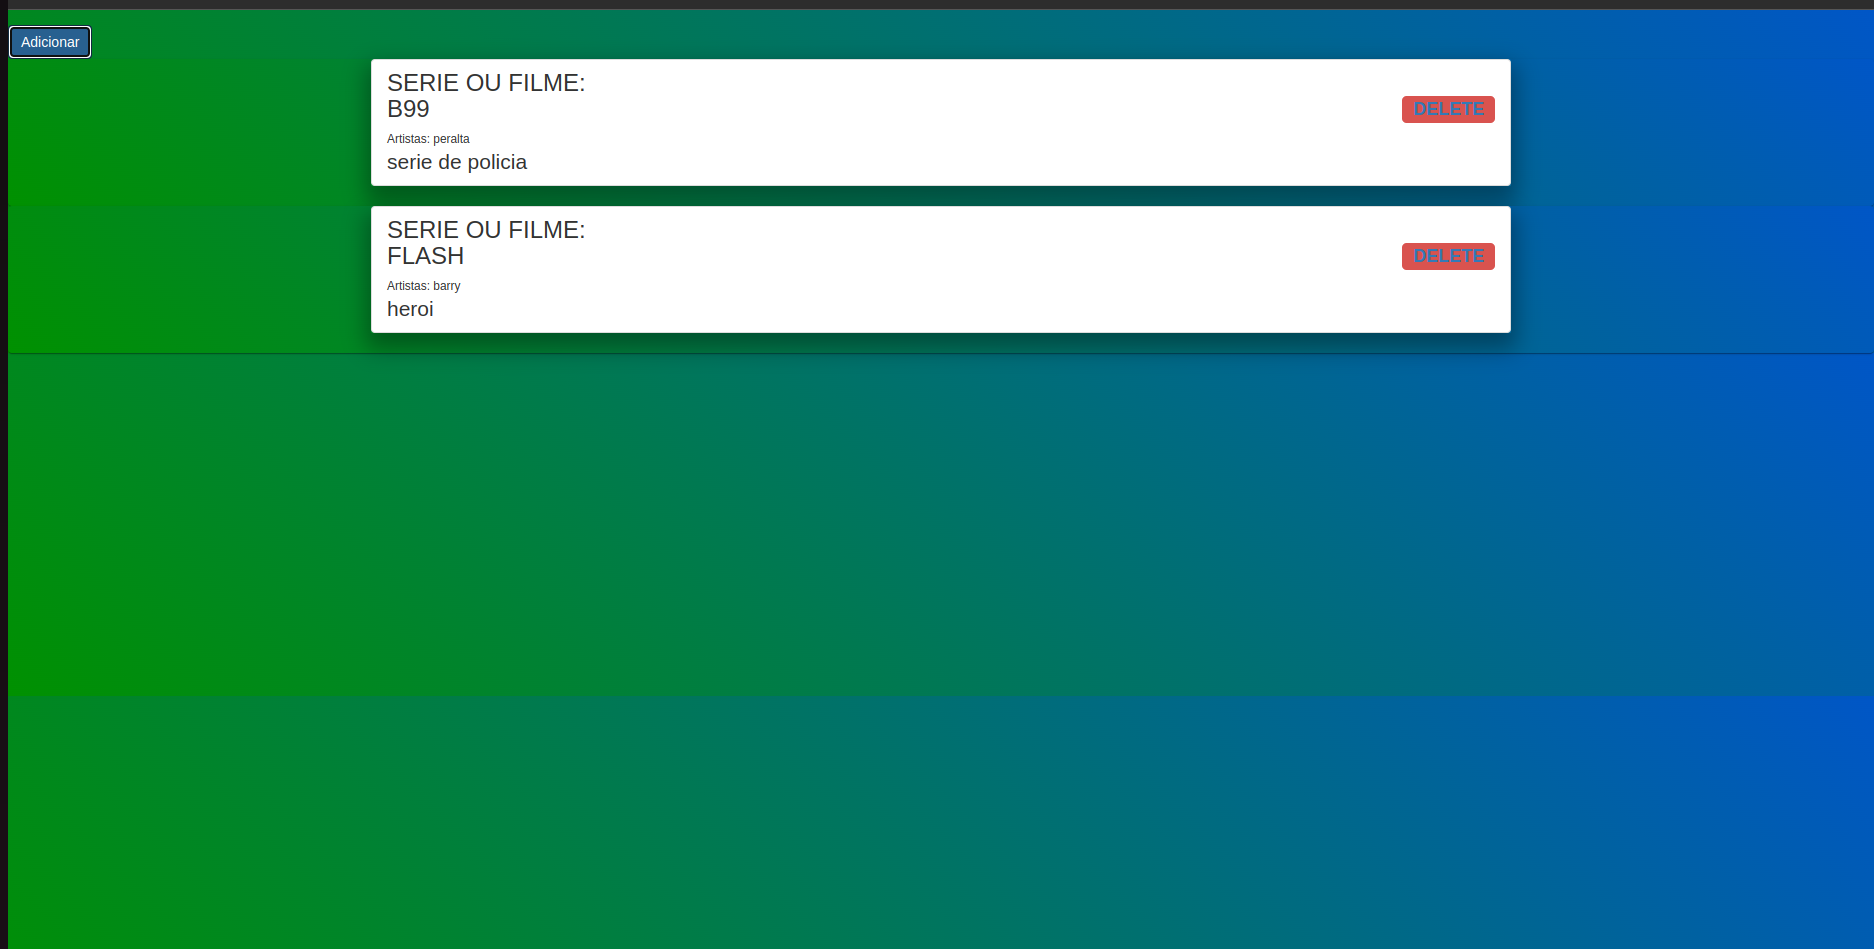 Adicionar
SERIE OU FILME:
B99
DELETE
Artistas: peralta
serie de policia
SERIE OU FILME:
FLASH
DELETE
Artistas: barry
heroi